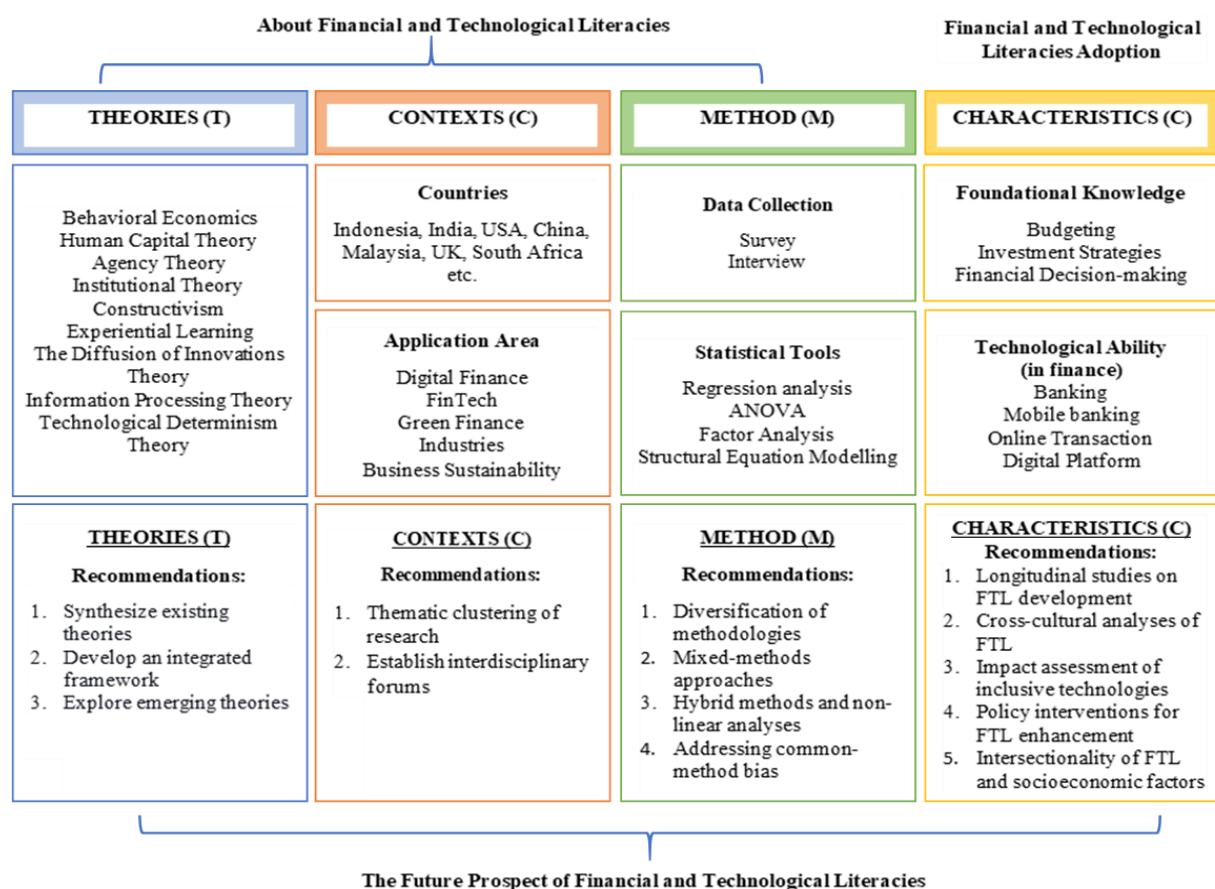 About Financial and Technological Literacies
Financial and Technological
Literacies Adoption
THEORIES (T)
CONTEXTS (C)
METHOD (M)
CHARACTERISTICS (C)
Behavioral Economics
Human Capital Theory
Agency Theory
Institutional Theory
Constructivism
Experiential Learning
The Diffusion of Innovations
Theory
Information Processing Theory
Technological Determinism
Theory
Countries
Indonesia, India, USA, China,
Malaysia, UK, South Africa
etc.
Application Area
Digital Finance
FinTech
Green Finance
Industries
Business Sustainability
Data Collection
Survey
Interview
Statistical Tools
Regression analysis
ANOVA
Factor Analysis
Structural Equation Modelling
Foundational Knowledge
Budgeting
Investment Strategies
Financial Decision-making
Technological Ability
(in finance)
Banking
Mobile banking
Online Transaction
Digital Platform
THEORIES (T)
Recommendations:
1. Synthesize existing
theories
2. Develop an integrated
framework
3. Explore emerging theories
CONTEXTS (C)
Recommendations:
1. Thematic clustering of
research
2. Establish interdisciplinary
forums
METHOD (M)
Recommendations:
1. Diversification of
methodologies
2. Mixed-methods
approaches
3. Hybrid methods and non-
linear analyses
4. Addressing common-
method bias
CHARACTERISTICS (C)
Recommendations:
1. Longitudinal studies on
FTL development
2. Cross-cultural analyses of
FTL
3. Impact assessment of
inclusive technologies
4. Policy interventions for
FTL enhancement
5. Intersectionality of FTL
and socioeconomic factors
The Future Prospect of Financial and Technological Literacies